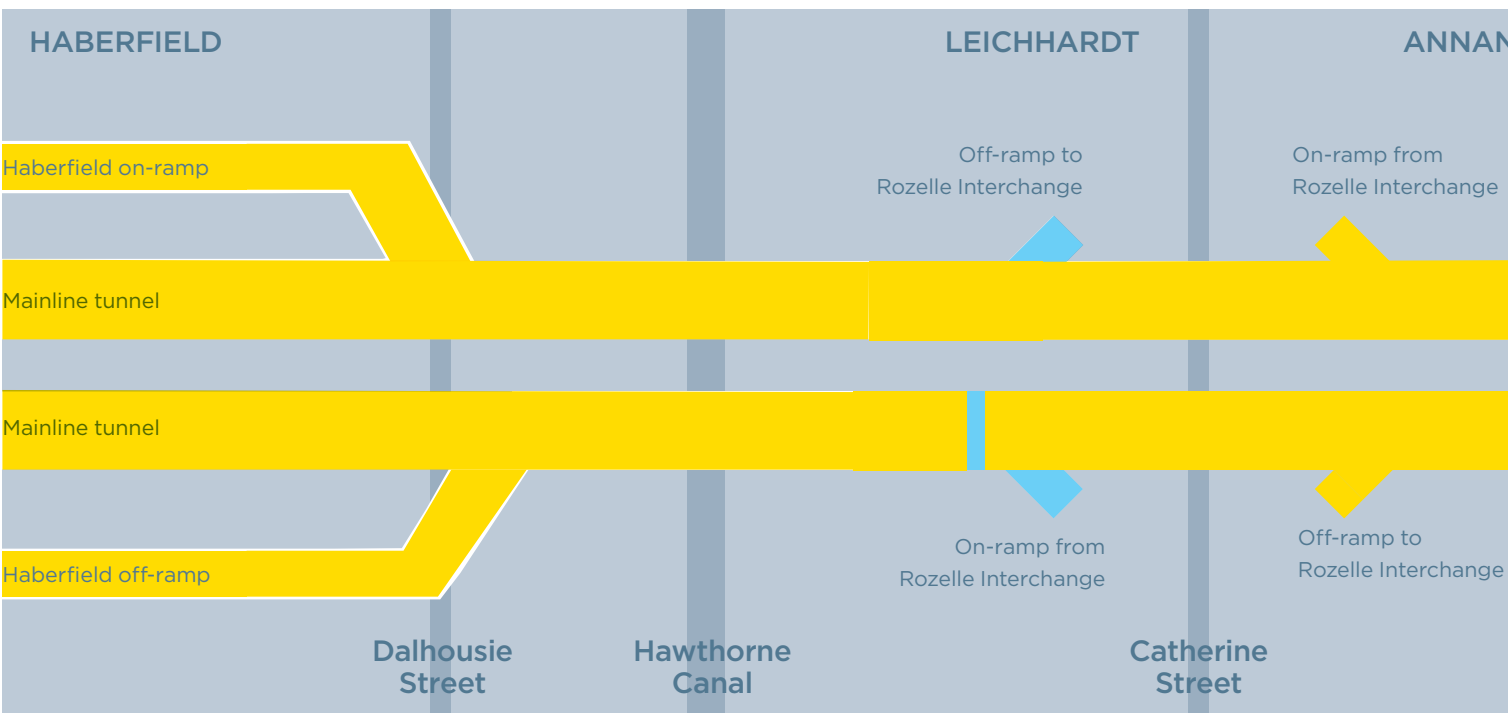 HABERFIELD
LEICHHARDT
ANNAN
Haberfield on-ramp
Off-ramp to
Rozelle Interchange
On-ramp from
Rozelle Interchange
Mainline tunnel
Mainline tunnel
Haberfield off-ramp
On-ramp from
Rozelle Interchange
Off-ramp to
Rozelle Interchange
Dalhousie
Street
Hawthorne
Canal
Catherine
Street